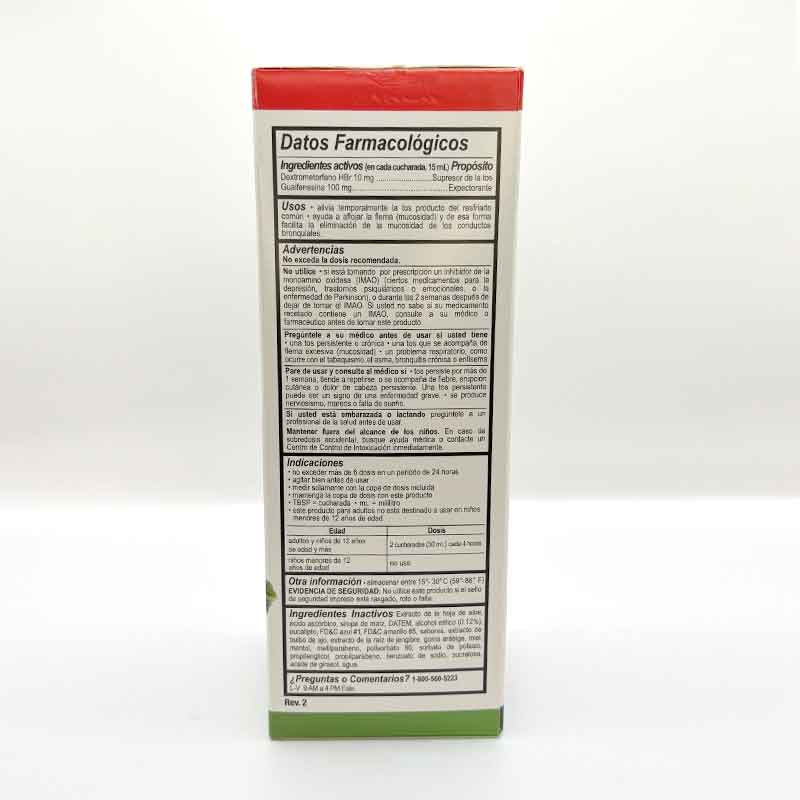 Datos Farmacológicos
Ingredientes activos (en cada cucharada, 15 mL) Propósito
Dextrometorfano HBr 10 mg ........................Supresor de la tos
Guaifenesina 100 mg.........................................Expectorante
Usos • alivia temporalmente la tos producto del resfriado
común • ayuda a aflojar la flema (mucosidad) y de esa forma
facilita la eliminación de la mucosidad de los conductos
bronquiales.
Advertencias
No exceda la dosis recomendada.
No utilice • si está tomando por prescripción un inhibidor de la
monoamino oxidasa (IMAO) (ciertos medicamentos para la
depresión, trastornos psiquiátricos o emocionales, o la
enfermedad de Parkinson), o durante las 2 semanas después de
dejar de tomar el IMAO. Si usted no sabe si su medicamento
recetado contiene un IMAO, consulte a su médico o
farmacéutico antes de tomar este producto.
Pregúntele a su médico antes de usar si usted tiene
• una tos persistente o crónica • una tos que se acompaña de
flema excesiva (mucosidad) • un problema respiratorio, como
ocurre con el tabaquismo, el asma, bronquitis crónica o enfisema
Pare de usar y consulte al médico si • tos persiste por más de
1 semana, tiende a repetirse o se acompaña de fiebre, erupción
cutánea o dolor de cabeza persistente. Una tos persistente
puede ser un signo de una enfermedad grave. • se produce
nerviosismo, mareos o falta de sueño.
Si usted está embarazada o lactando pregúntele a un
profesional de la salud antes de usar.
Mantener fuera del alcance de los niños. En caso de
sobredosis accidental, busque ayuda médica o contacte un
Centro de Control de Intoxicación inmediatamente.
Indicaciones
• no exceder más de 6 dosis en un período de 24 horas
• agitar bien antes de usar
• medir solamente con la copa de dosis incluida
• mantenga la copa de dosis con este producto
• TBSP = cucharada • mL = mililitro
• este producto para adultos no está destinado a usar en niños
menores de 12 años de edad
Edad Dosis
adultos y niños de 12 años
de edad y más 2 cucharadas (30 mL) cada 4 horas
niños menores de 12
años de edad no use
Otra información • almacenar entre 15°- 30°C (59°-86° F)
EVIDENCIA DE SEGURIDAD: No utilice este producto si el sello
de seguridad impreso está rasgado, roto o falta.
Ingredientes Inactivos Extracto de la hoja de aloe,
ácido ascórbico, sirope de maíz, DATEM, alcohol etílico (0.12%),
eucalipto, FD&C azul #1, FD&C amarillo #5, sabores, extracto de
bulbo de ajo, extracto de la raíz de jengibre, goma arábiga, miel,
mentol, metilparabeno, polisorbato 80, sorbato de potasio,
propilenglicol, propilparabeno, benzoato de sodio, sucralosa,
aceite de girasol, agua.
¿Preguntas o Comentarios? 1-800-560-5223
L-V 9 AM a 4 PM Este.
Rev. 2